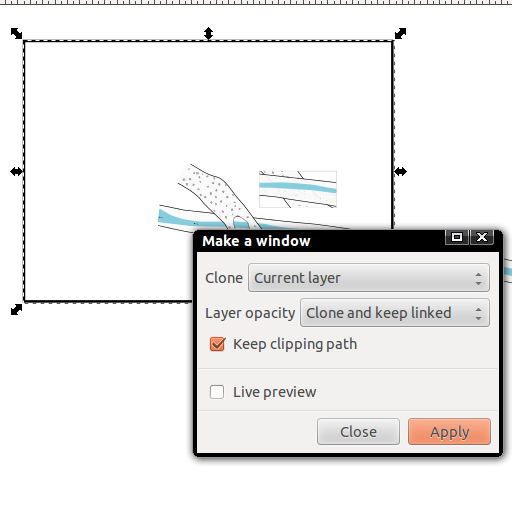 Make a window
Clone Current layer
Layer opacity Clone and keep linked
Keep clipping path
Live preview
Close Apply